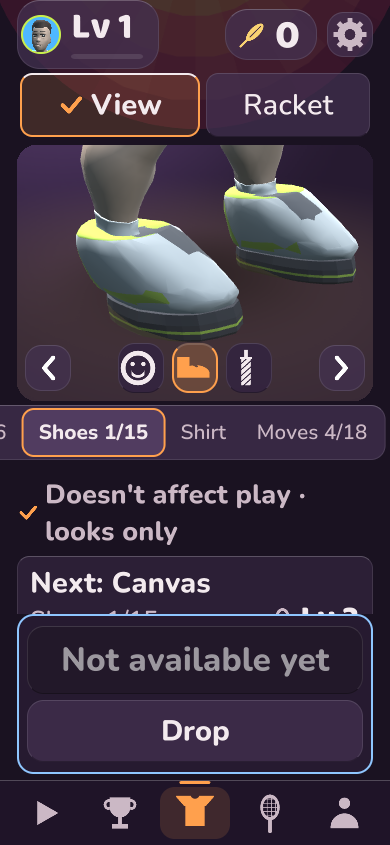 Lv 1
0
View
Racket
6
Shoes 1/15
Shirt
Moves 4/18
Doesn't affect play ·
looks only
Next: Canvas
Not available yet
Drop